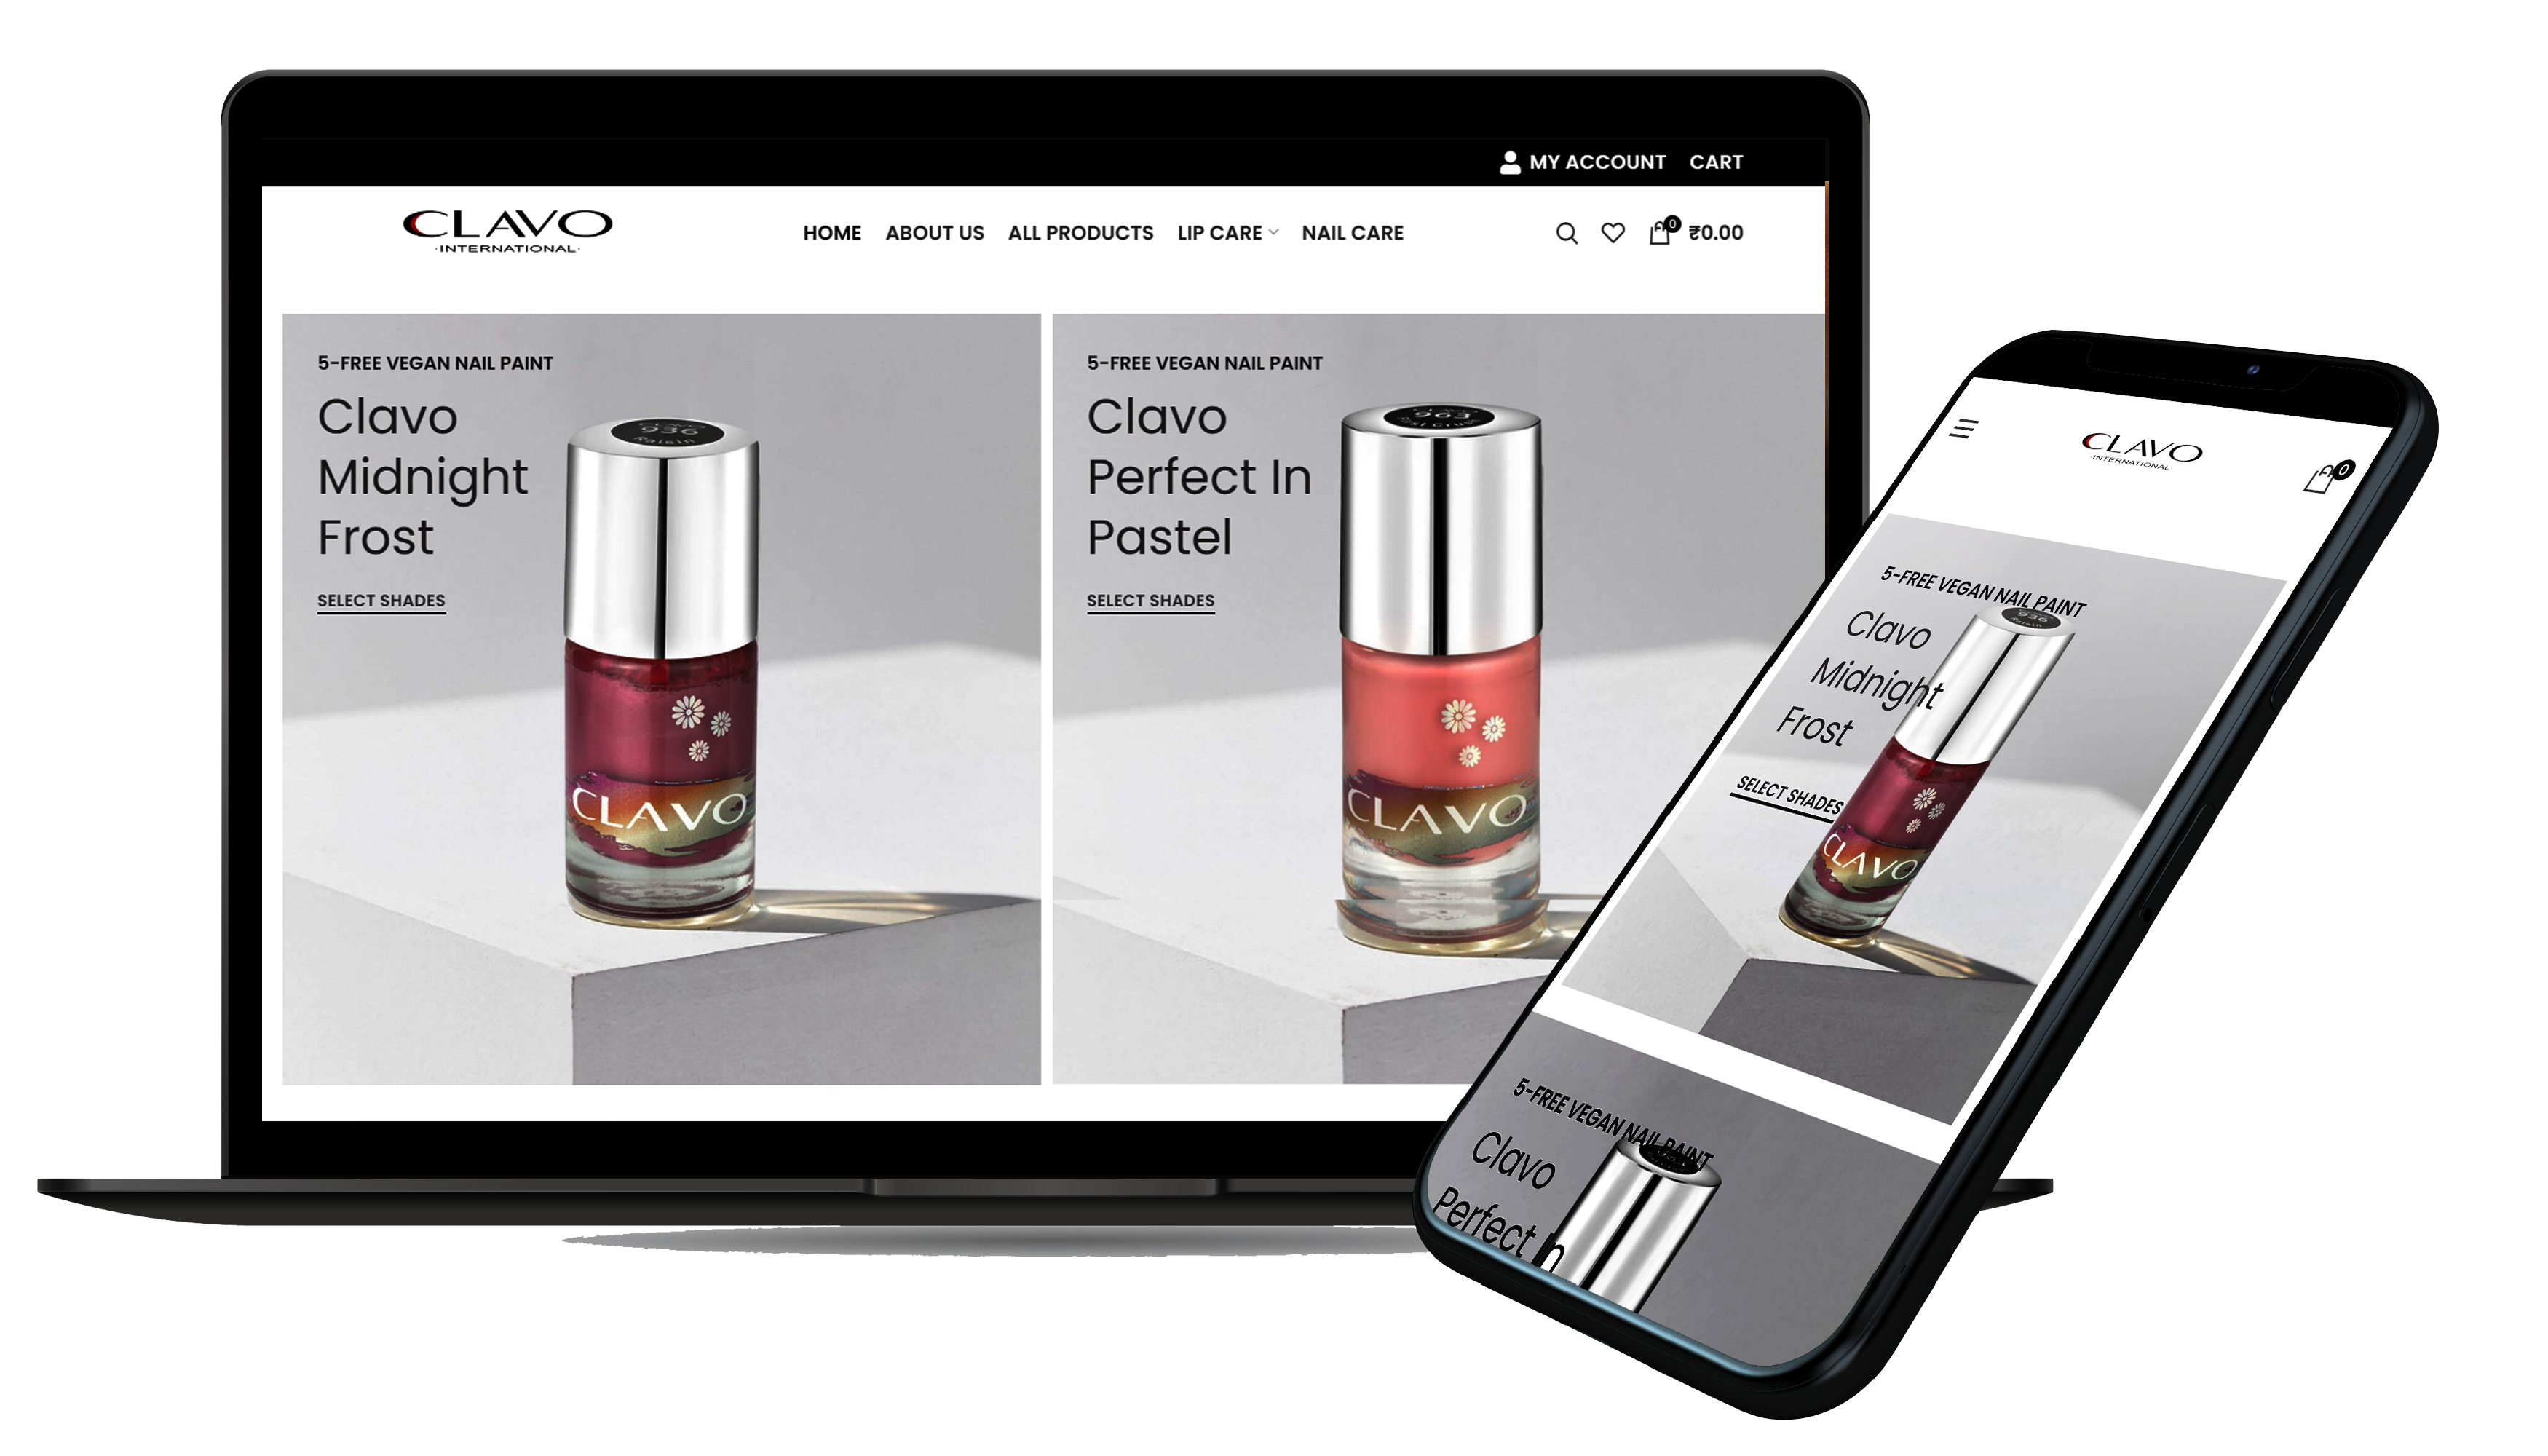 MY ACCOUNT CART
CLAVO
·INTERNATIONAL·
HOME ABOUT US ALL PRODUCTS LIP CARE NAIL CARE
0 ₹0.00
5-FREE VEGAN NAIL PAINT
Clavo
Midnight
Frost
SELECT SHADES
936
Raisin
CLAVO
5-FREE VEGAN NAIL PAINT
Clavo
Perfect In
Pastel
SELECT SHADES
963
CLAVO
CLAVO
·INTERNATIONAL·
0
5-FREE VEGAN NAIL PAINT
Clavo
Midnight
Frost
SELECT SHADES
936
Raisin
CLAVO
5-FREE VEGAN NAIL PAINT
Clavo
Perfect In